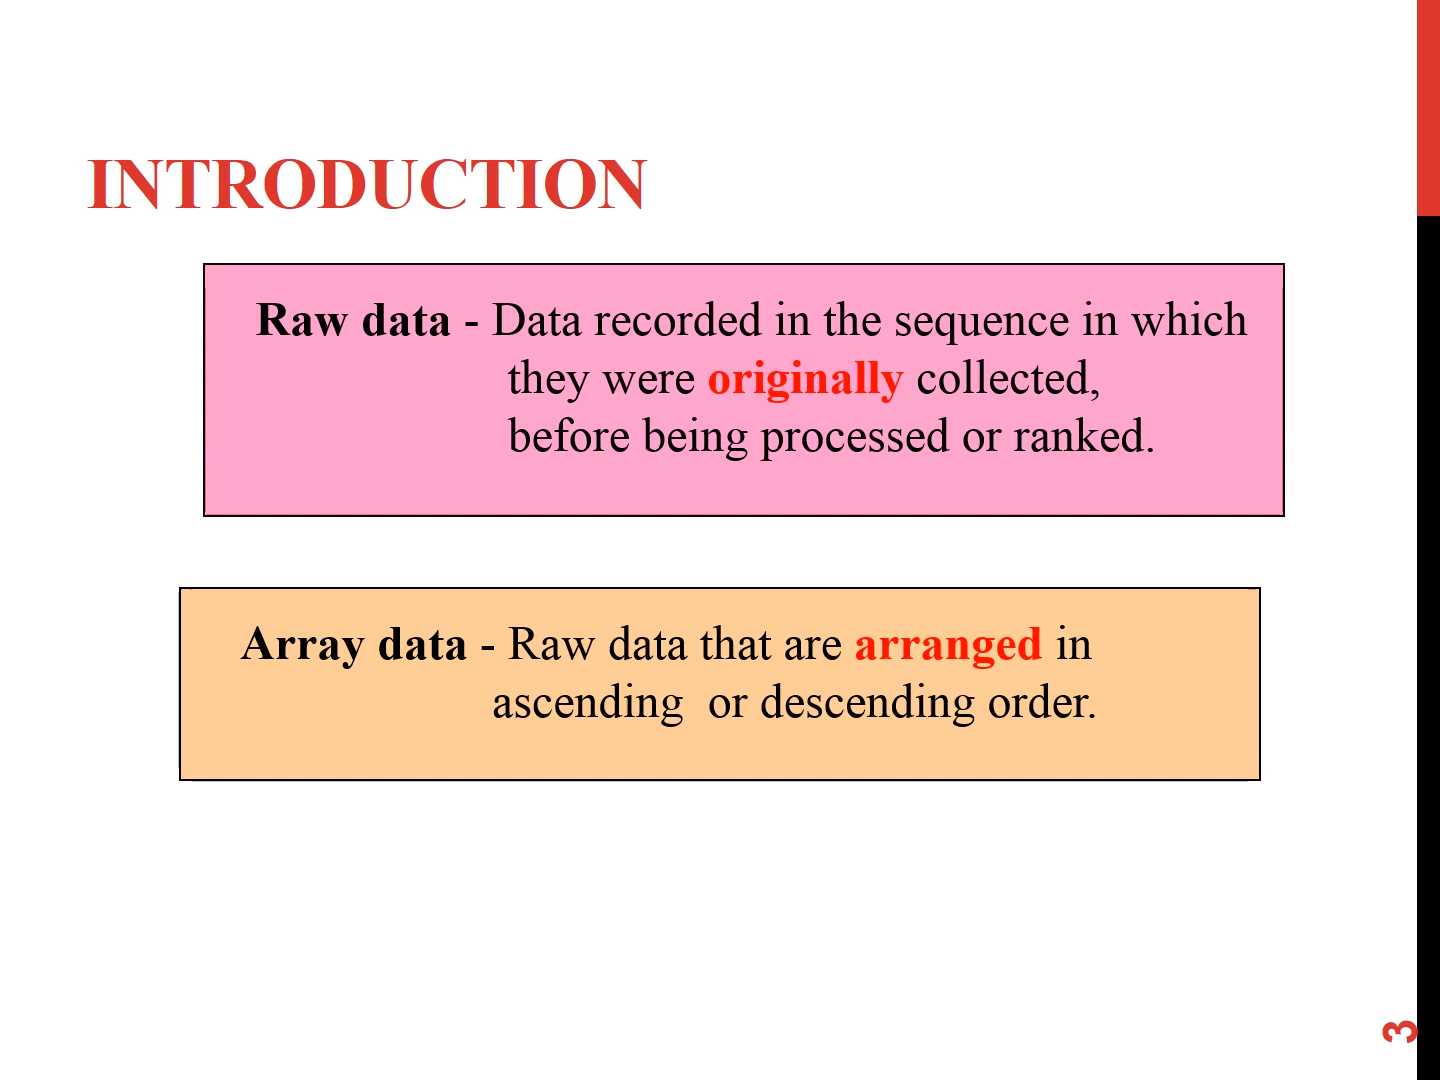 INTRODUCTION
Raw data - Data recorded in the sequence in which
they were originally collected,
before being processed or ranked.
Array data - Raw data that are arranged in
ascending  or descending order.
3